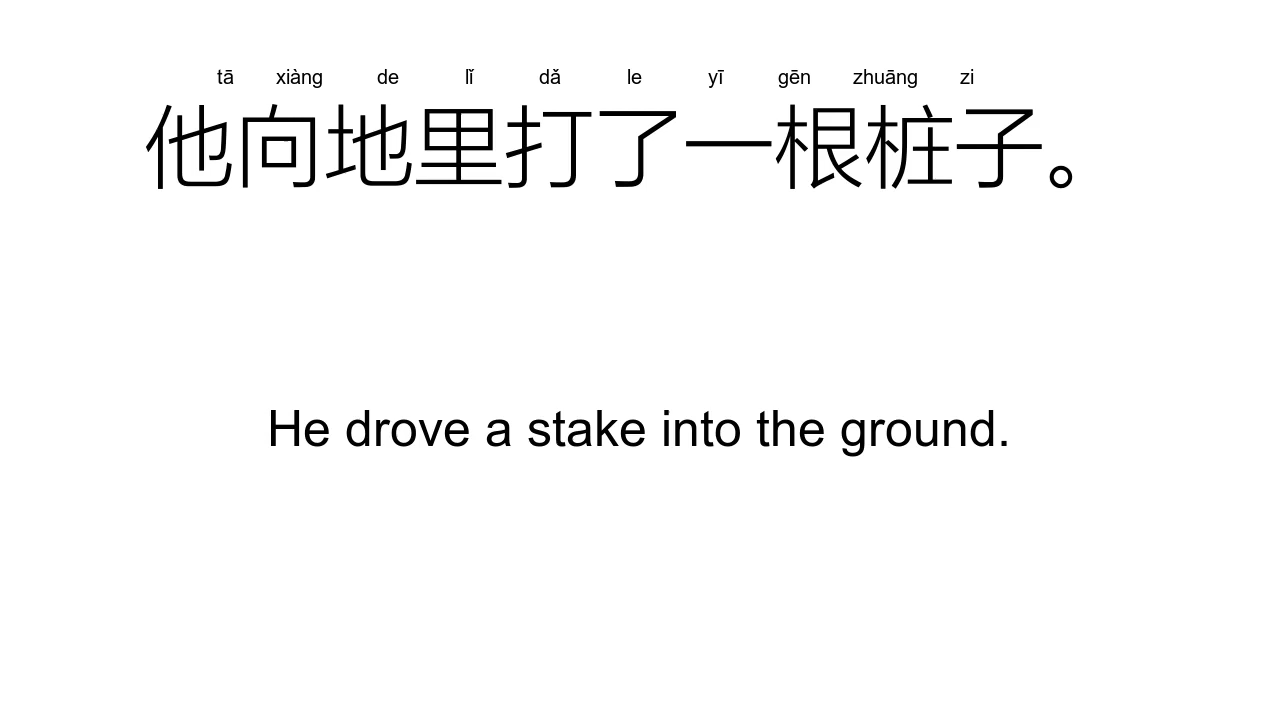 tā xiàng de lǐ dǎ le yī gēn zhuāng zi
他向地里打了一根桩子。
He drove a stake into the ground.